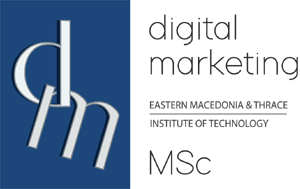 dm
digital
marketing
EASTERN MACEDONIA & THRACE
INSTITUTE OF TECHNOLOGY
MSc